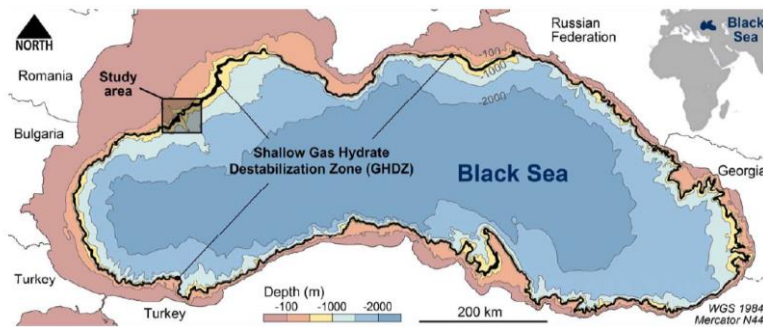 NORTH
Romania
Study
area
Bulgaria
Russian
Federation
Black
Sea
-100
-1000
-2000
Shallow Gas Hydrate
Destabilization Zone (GHDZ)
Black Sea
Georgia
Turkey
Turkey
Depth (m)
-100 -1000 -2000
200 km
WGS 1984
Mercator N44